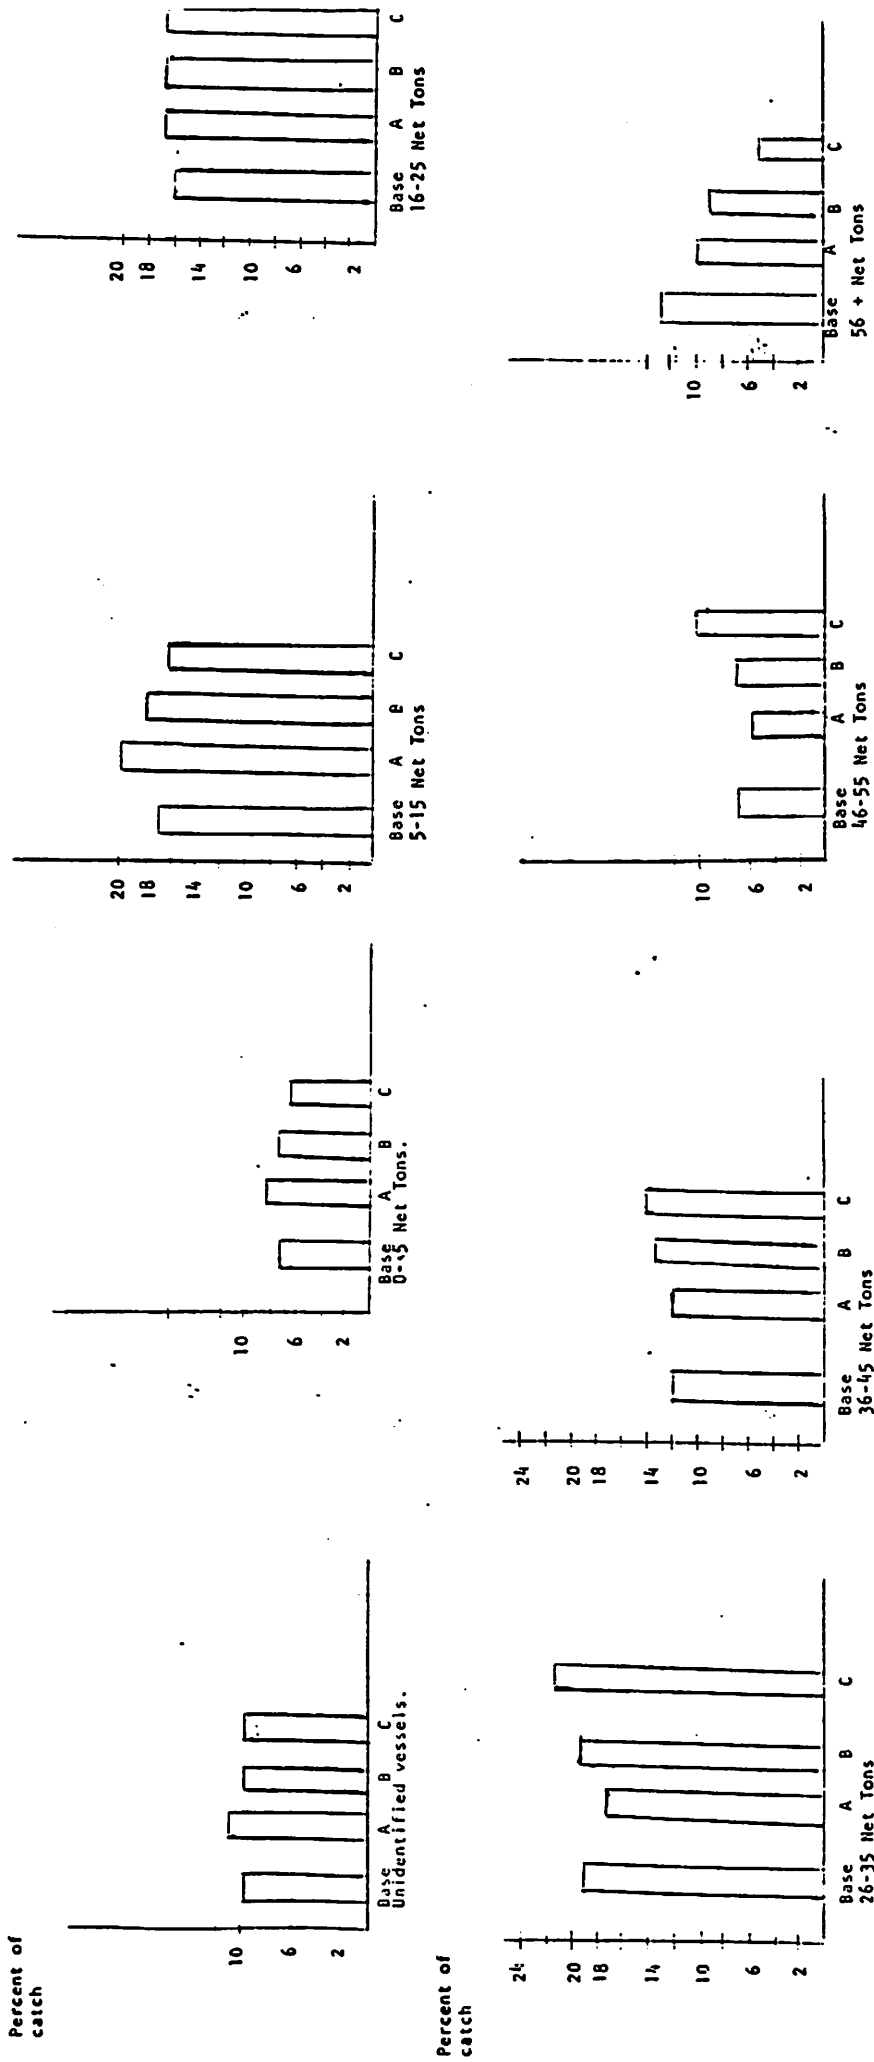 Percent of
catch
10
6
2
Base A B C
Unidentified vessels.
10
6
2
Base A B C
Net Tons.
20
18
14
10
6
2
Base A B C
5-15 Net Tons
20
18
14
10
6
2
Base A B C
16-25 Net Tons
Percent of
catch
24
20
18
14
10
6
2
Base A B C
26-35 Net Tons
24
20
18
14
10
6
2
Base A B C
36-45 Net Tons
10
6
2
Base A B C
46-55 Net Tons
10
6
2
Base A B C
56 + Net Tons